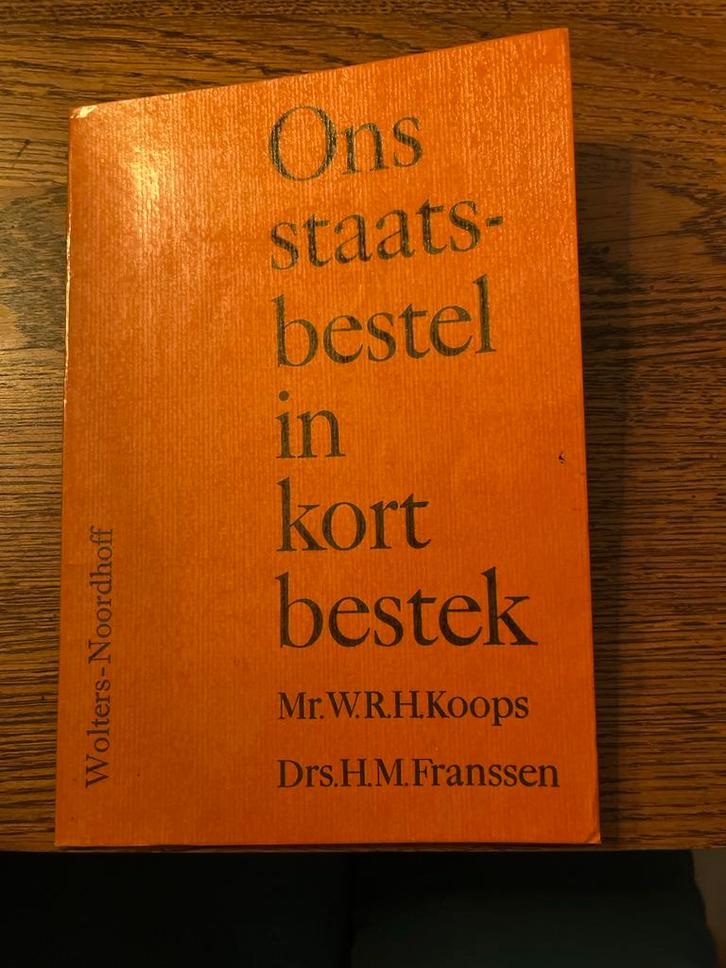 Ons
staats-
bestel
in
kort
bestek
Mr.W.R.H.Koops
Drs.H.M.Franssen
Wolters-Noordhoff